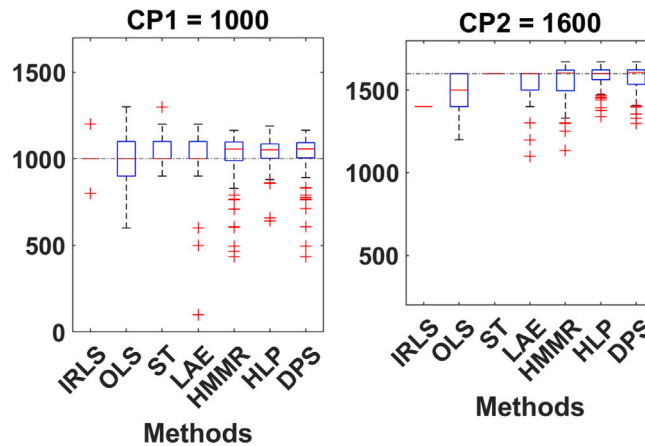 CP1 = 1000
1500
1000
500
0
IRLS
OLS
ST
LAE
HMMR
HLP
DPS
Methods
CP2 = 1600
1500
1000
500
IRLS
OLS
ST
LAE
HMMR
HLP
DPS
Methods